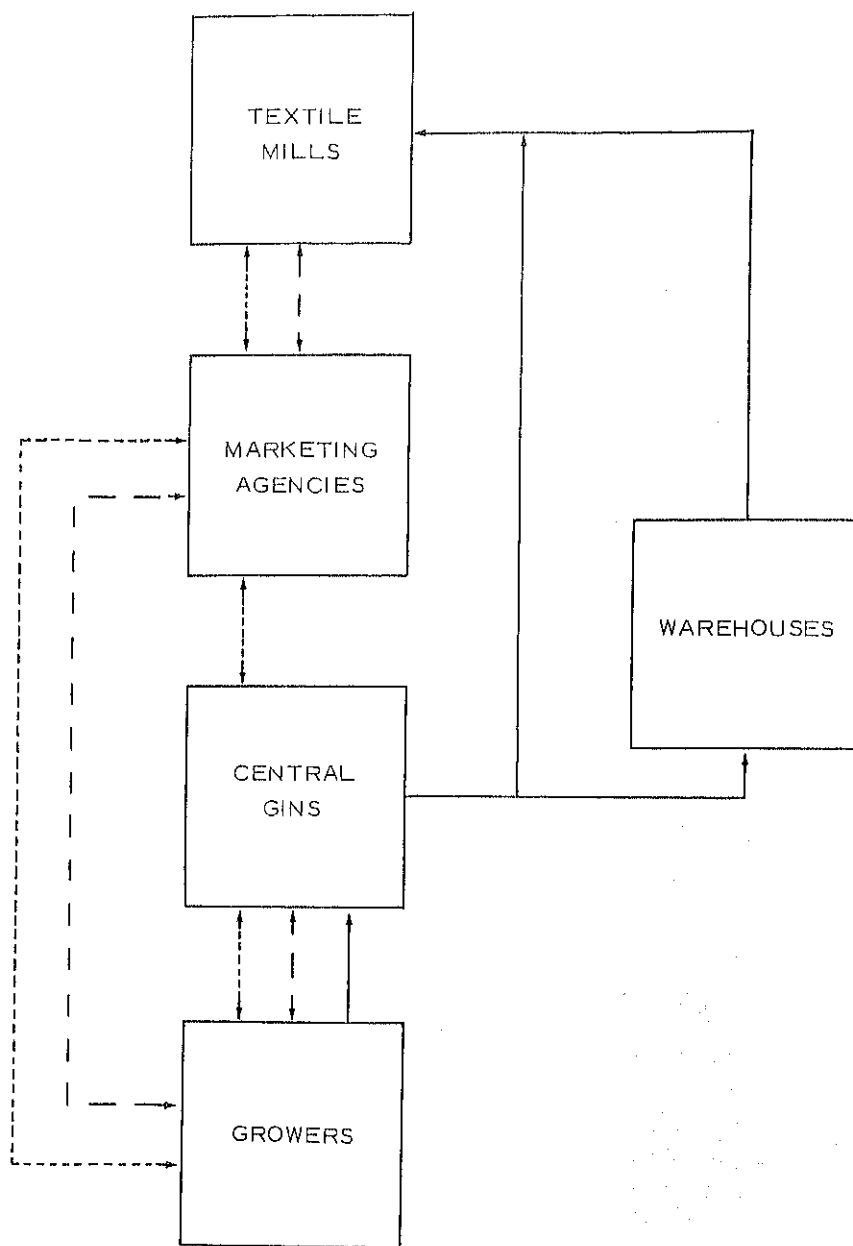 TEXTILE
MILLS
MARKETING
AGENCIES
WAREHOUSES
CENTRAL
GINS
GROWERS